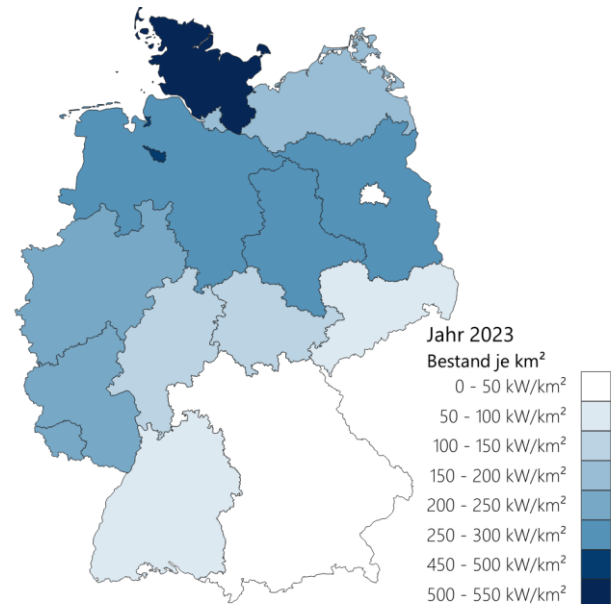 Jahr 2023
Bestand je km²
0 - 50 kW/km²
50 - 100 kW/km²
100 - 150 kW/km²
150 - 200 kW/km²
200 - 250 kW/km²
250 - 300 kW/km²
450 - 500 kW/km²
500 - 550 kW/km²